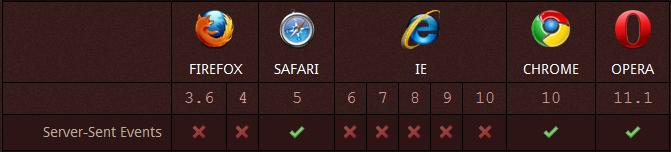 FIREFOX SAFARI IE CHROME OPERA
3.6 4 5 6 7 8 9 10 10 11.1
Server-Sent Events